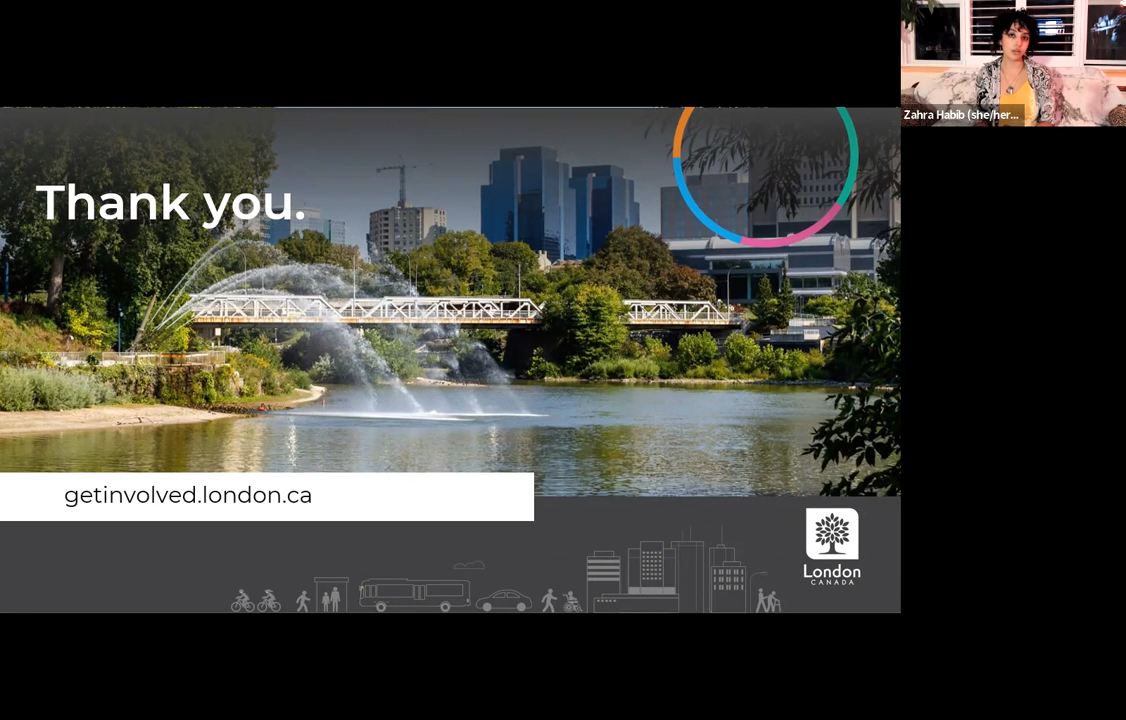 Zahra Habib (she/her...
Thank you.
getinvolved.london.ca
London
CANADA